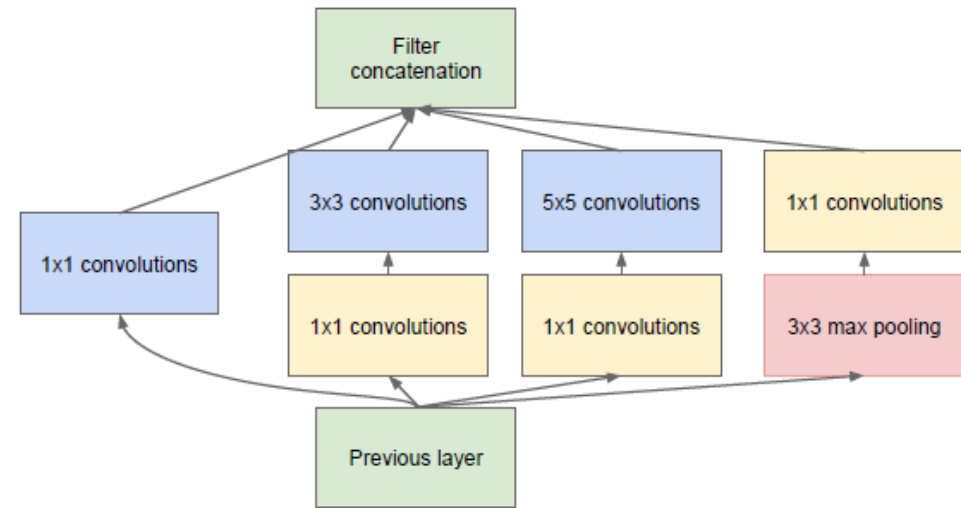 Filter
concatenation
3x3 convolutions
5x5 convolutions
1x1 convolutions
1x1 convolutions
1x1 convolutions
1x1 convolutions
3x3 max pooling
Previous layer